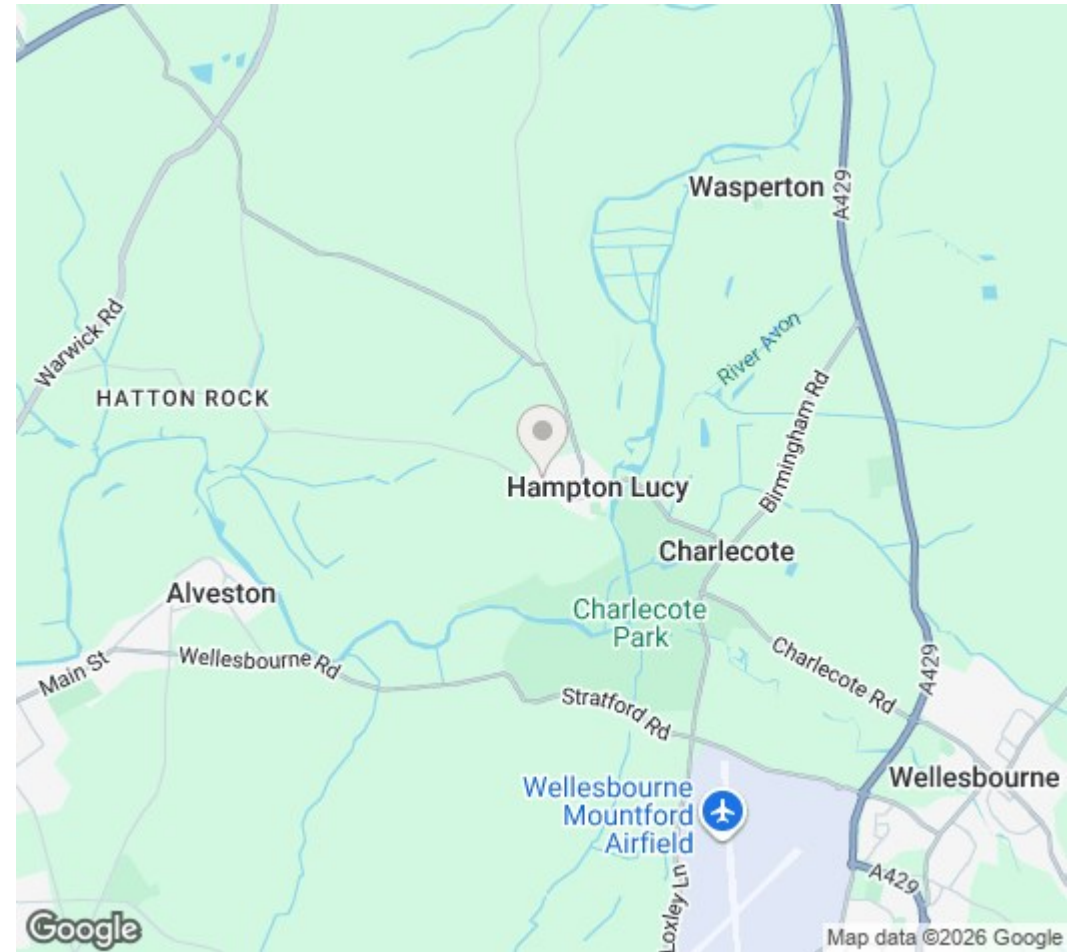 Wasperton
A429
River Avon
Warwick Rd
HATTON ROCK
Birmingham Rd
Hampton Lucy
Charlecote
Alveston
Charlecote
Park
Wellesbourne Rd
Main St
Charlecote Rd
A429
Stratford Rd
Wellesbourne
Wellesbourne
Mountford
Airfield
A429
Loxley Ln
Google
Map data ©2026 Google